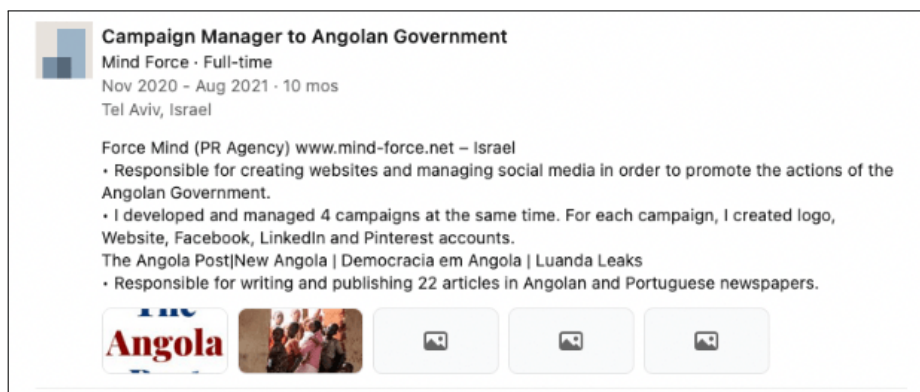 Campaign Manager to Angolan Government
Mind Force · Full-time
Nov 2020 - Aug 2021 · 10 mos
Tel Aviv, Israel
Force Mind (PR Agency) www.mind-force.net – Israel
• Responsible for creating websites and managing social media in order to promote the actions of the
Angolan Government.
• I developed and managed 4 campaigns at the same time. For each campaign, I created logo,
Website, Facebook, LinkedIn and Pinterest accounts.
The Angola Post|New Angola | Democracia em Angola | Luanda Leaks
• Responsible for writing and publishing 22 articles in Angolan and Portuguese newspapers.
The
Angola